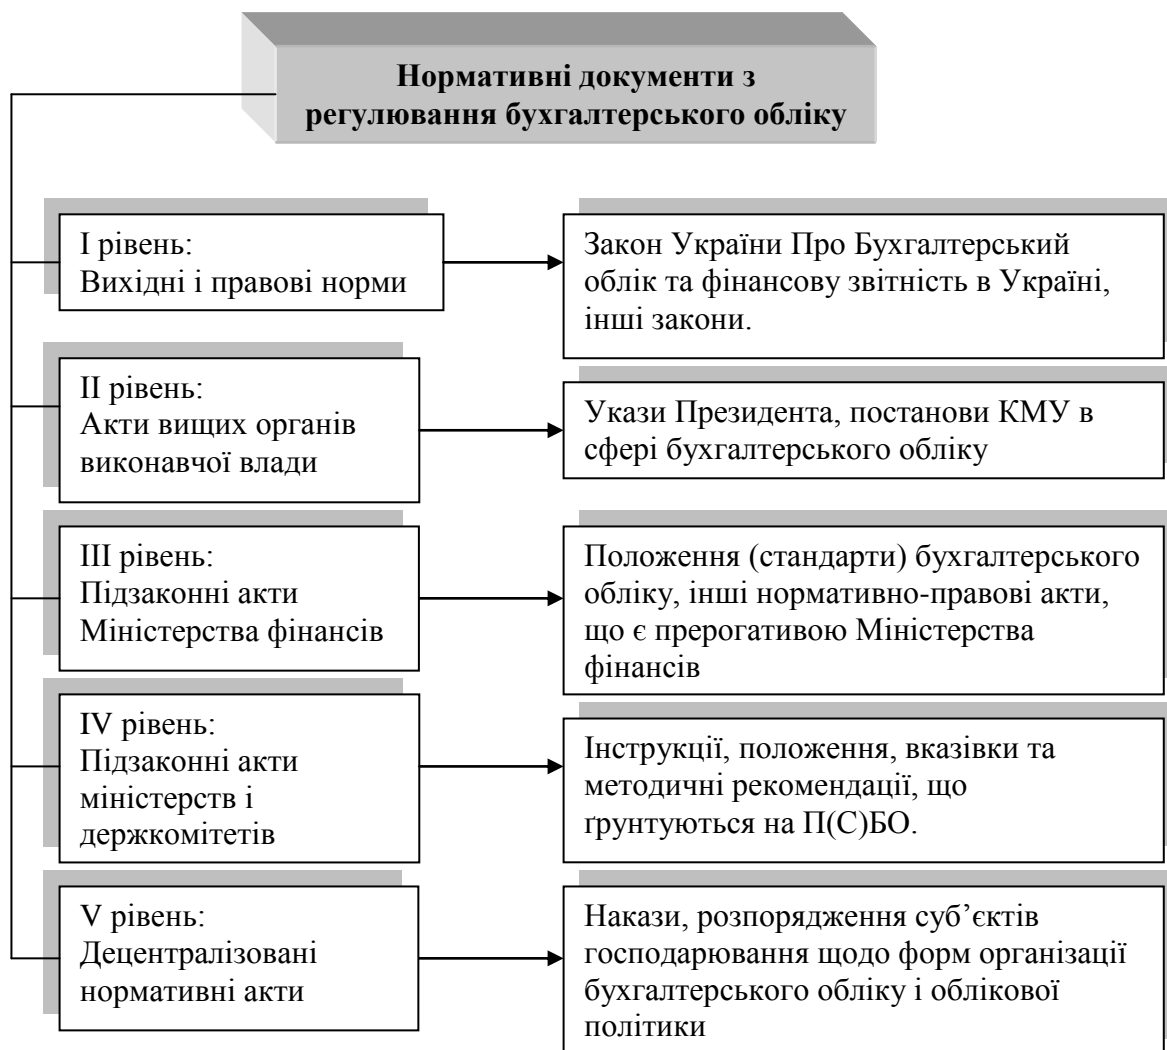 Нормативні документи з
регулювання бухгалтерського обліку
І рівень:
Вихідні і правові норми
Закон України Про Бухгалтерський
облік та фінансову звітність в Україні,
інші закони.
ІІ рівень:
Акти вищих органів
виконавчої влади
Укази Президента, постанови КМУ в
сфері бухгалтерського обліку
ІІІ рівень:
Підзаконні акти
Міністерства фінансів
Положення (стандарти) бухгалтерського
обліку, інші нормативно-правові акти,
що є прерогативою Міністерства
фінансів
IV рівень:
Підзаконні акти
міністерств і
держкомітетів
Інструкції, положення, вказівки та
методичні рекомендації, що
ґрунтуються на П(С)БО.
V рівень:
Децентралізовані
нормативні акти
Накази, розпорядження суб’єктів
господарювання щодо форм організації
бухгалтерського обліку і облікової
політики